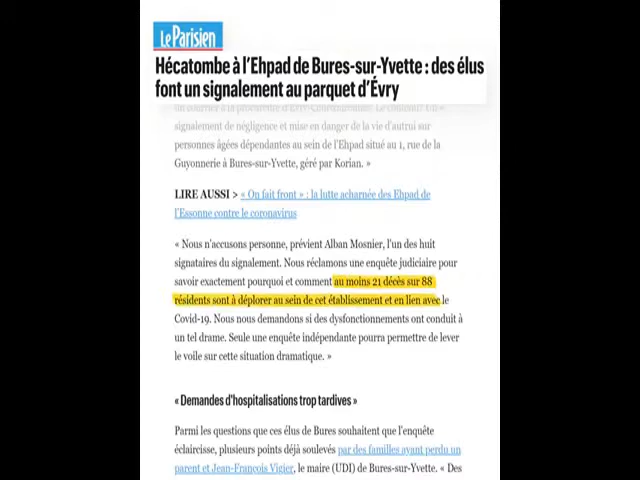 Le Parisien
Hécatombe à l'Ehpad de Bures-sur-Yvette : des élus
font un signalement au parquet d'Évry
signalement de négligence et mise en danger de la vie d'autrui sur
personnes âgées dépendantes au sein de l'Ehpad situé au 1, rue de la
Guyonnerie à Bures-sur-Yvette, géré par Korian. »
LIRE AUSSI > « On fait front » : la lutte acharnée des Ehpad de
l'Essonne contre le coronavirus
« Nous n'accusons personne, prévient Alban Mosnier, l'un des huit
signataires du signalement. Nous réclamons une enquête judiciaire pour
savoir exactement pourquoi et comment au moins 21 décès sur 88
résidents sont à déplorer au sein de cet établissement et en lien avec le
Covid-19. Nous nous demandons si des dysfonctionnements ont conduit à
un tel drame. Seule une enquête indépendante pourra permettre de lever
le voile sur cette situation dramatique. »
« Demandes d'hospitalisations trop tardives »
Parmi les questions que ces élus de Bures souhaitent que l'enquête
éclaircisse, plusieurs points déjà soulevés par des familles ayant perdu un
parent et Jean-François Vigier, le maire (UDI) de Bures-sur-Yvette. « Des